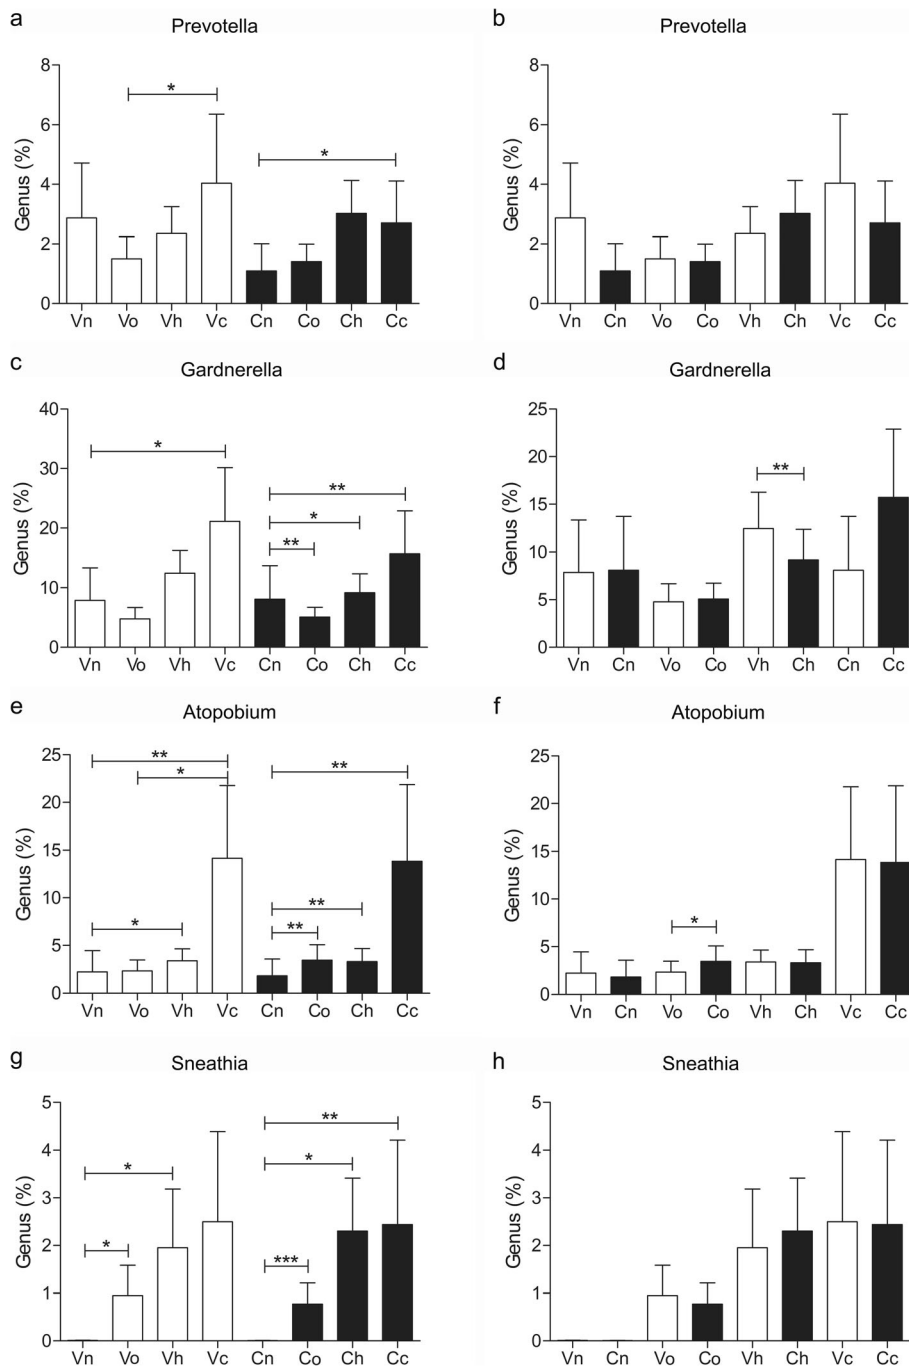 a
Prevotella
Genus (%)
8
6
4
2
0
*
*
Vn Vo Vh Vc Cn Co Ch Cc
b
Prevotella
Genus (%)
8
6
4
2
0
Vn Cn Vo Co Vh Ch Vc Cc
c
Gardnerella
Genus (%)
40
30
20
10
0
*
**
*
**
Vn Vo Vh Vc Cn Co Ch Cc
d
Gardnerella
Genus (%)
25
20
15
10
5
0
**
Vn Cn Vo Co Vh Ch Cn Cc
e
Atopobium
Genus (%)
25
20
15
10
5
0
**
*
*
**
**
**
Vn Vo Vh Vc Cn Co Ch Cc
f
Atopobium
Genus (%)
25
20
15
10
5
0
*
Vn Cn Vo Co Vh Ch Vc Cc
g
Sneathia
Genus (%)
5
4
3
2
1
0
*
*
**
*
***
Vn Vo Vh Vc Cn Co Ch Cc
h
Sneathia
Genus (%)
5
4
3
2
1
0
Vn Cn Vo Co Vh Ch Vc Cc